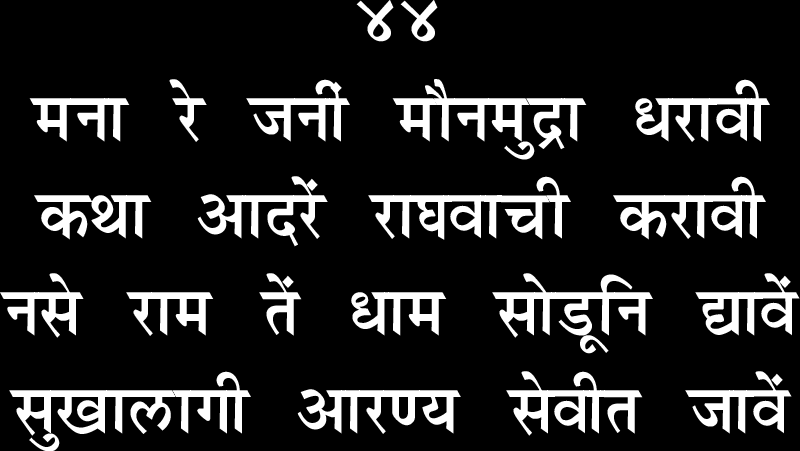 ४४
मना रे जनीं मौनमुद्रा धरावी
कथा आदरें राघवाची करावी
नसे राम तें धाम सोडूनि द्यावें
सुखालागी आरण्य सेवीत जावें